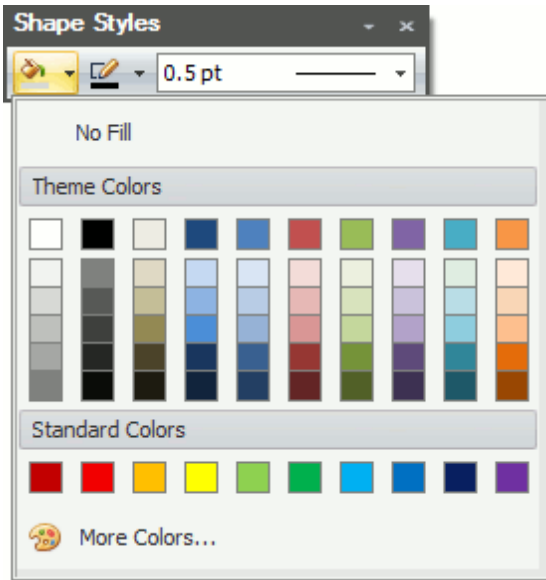 Shape Styles
0.5 pt
No Fill
Theme Colors
Standard Colors
More Colors...